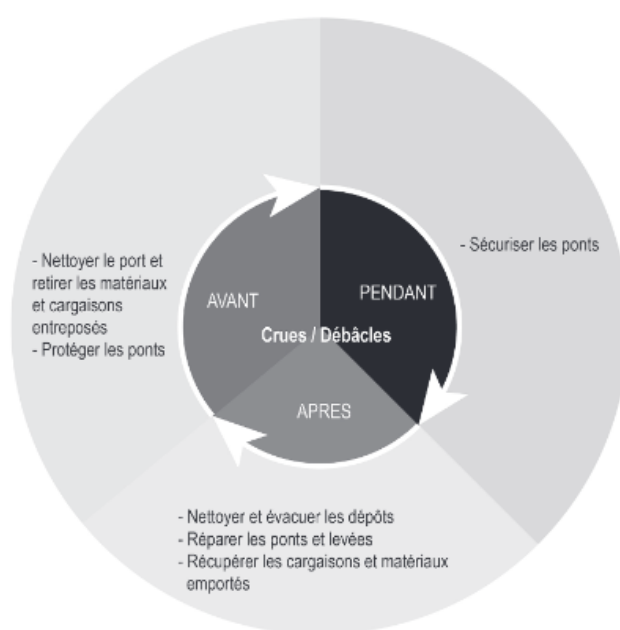 - Nettoyer le port et
retirer les matériaux
et cargaisons
entreposés
- Protéger les ponts
AVANT
PENDANT
Crues / Débâcles
APRES
- Sécuriser les ponts
- Nettoyer et évacuer les dépôts
- Réparer les ponts et levées
- Récupérer les cargaisons et matériaux
emportés